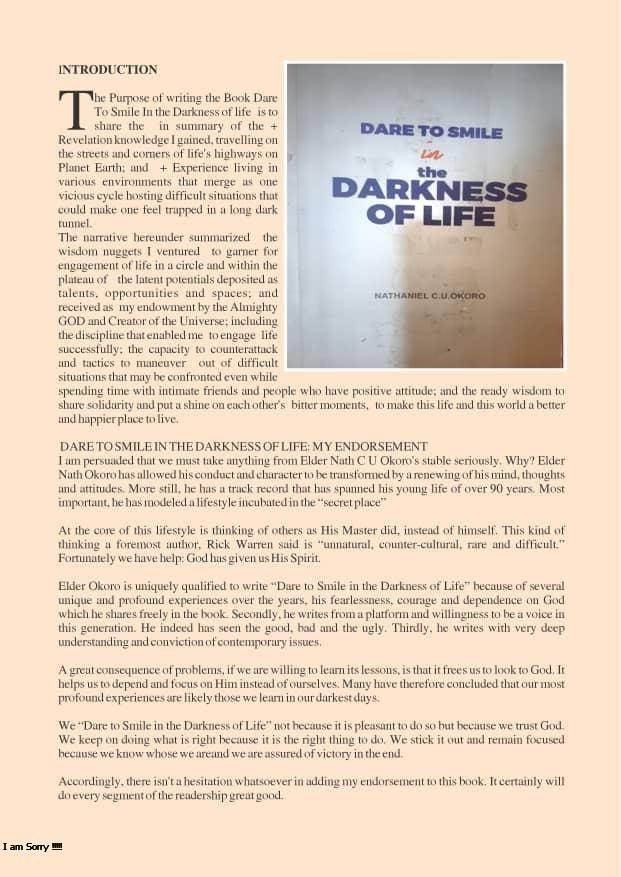 INTRODUCTION
The Purpose of writing the Book Dare
To Smile In the Darkness of life is to
share the in summary of the +
Revelation knowledge I gained, travelling on
the streets and corners of life's highways on
Planet Earth; and + Experience living in
various environments that merge as one
vicious cycle hosting difficult situations that
could make one feel trapped in a long dark
tunnel.
The narrative hereunder summarized the
wisdom nuggets I ventured to garner for
engagement of life in a circle and within the
plateau of the latent potentials deposited as
talents, opportunities and spaces; and
received as my endowment by the Almighty
GOD and Creator of the Universe; including
the discipline that enabled me to engage life
successfully; the capacity to counterattack
and tactics to maneuver out of difficult
situations that may be confronted even while
spending time with intimate friends and people who have positive attitude; and the ready wisdom to
share solidarity and put a shine on each other's bitter moments, to make this life and this world a better
and happier place to live.
DARE TO SMILE
in
the
DARKNESS
OF LIFE
NATHANIEL C.U.OKORO
DARE TO SMILE IN THE DARKNESS OF LIFE: MY ENDORSEMENT
I am persuaded that we must take anything from Elder Nath C U Okoro's stable seriously. Why? Elder
Nath Okoro has allowed his conduct and character to be transformed by a renewing of his mind, thoughts
and attitudes. More still, he has a track record that has spanned his young life of over 90 years. Most
important, he has modeled a lifestyle incubated in the “secret place”
At the core of this lifestyle is thinking of others as His Master did, instead of himself. This kind of
thinking a foremost author, Rick Warren said is “unnatural, counter-cultural, rare and difficult.”
Fortunately we have help: God has given us His Spirit.
Elder Okoro is uniquely qualified to write “Dare to Smile in the Darkness of Life” because of several
unique and profound experiences over the years, his fearlessness, courage and dependence on God
which he shares freely in the book. Secondly, he writes from a platform and willingness to be a voice in
this generation. He indeed has seen the good, bad and the ugly. Thirdly, he writes with very deep
understanding and conviction of contemporary issues.
A great consequence of problems, if we are willing to learn its lessons, is that it frees us to look to God. It
helps us to depend and focus on Him instead of ourselves. Many have therefore concluded that our most
profound experiences are likely those we learn in our darkest days.
We “Dare to Smile in the Darkness of Life” not because it is pleasant to do so but because we trust God.
We keep on doing what is right because it is the right thing to do. We stick it out and remain focused
because we know whose we areand we are assured of victory in the end.
Accordingly, there isn't a hesitation whatsoever in adding my endorsement to this book. It certainly will
do every segment of the readership great good.
I am Sorry !!!!